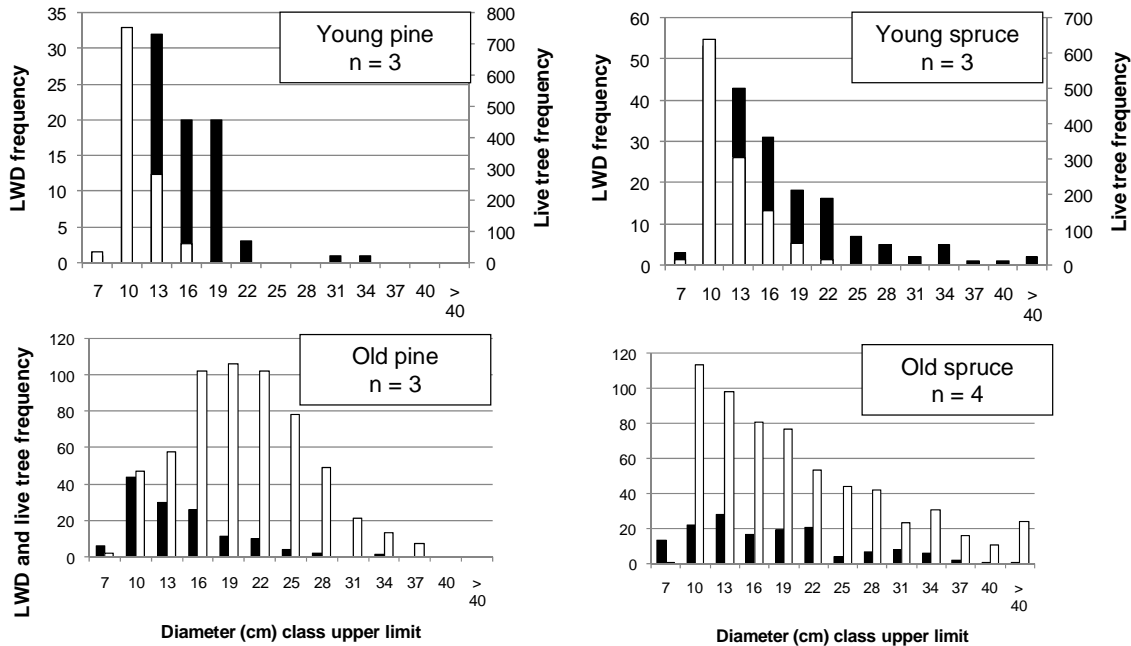 Young pine
n = 3
LWD frequency
35
30
25
20
15
10
5
0
800
700
600
500
400
300
200
100
0
Live tree frequency
7 10 13 16 19 22 25 28 31 34 37 40 >
40
Young spruce
n = 3
LWD frequency
60
50
40
30
20
10
0
700
600
500
400
300
200
100
0
Live tree frequency
7 10 13 16 19 22 25 28 31 34 37 40 >
40
Old pine
n = 3
LWD and live tree frequency
120
100
80
60
40
20
0
7 10 13 16 19 22 25 28 31 34 37 40 >
40
Diameter (cm) class upper limit
Old spruce
n = 4
120
100
80
60
40
20
0
7 10 13 16 19 22 25 28 31 34 37 40 >
40
Diameter (cm) class upper limit